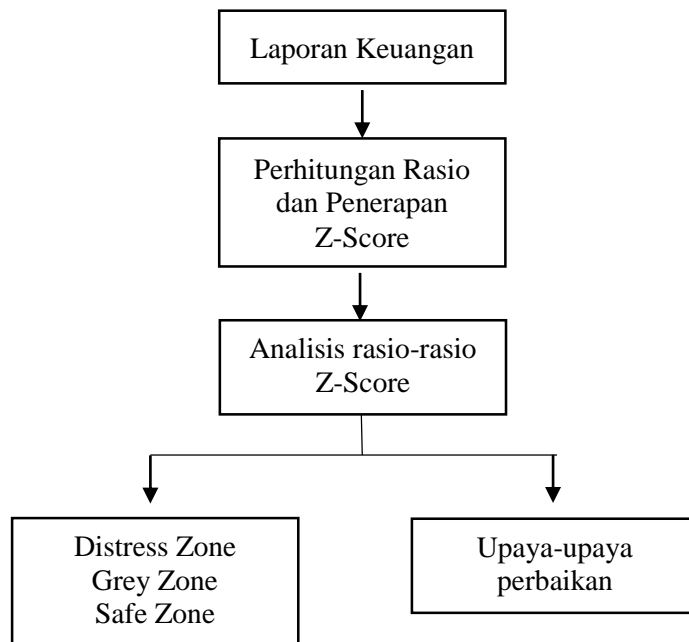 Laporan Keuangan
Perhitungan Rasio
dan Penerapan
Z-Score
Analisis rasio-rasio
Z-Score
Distress Zone
Grey Zone
Safe Zone
Upaya-upaya
perbaikan